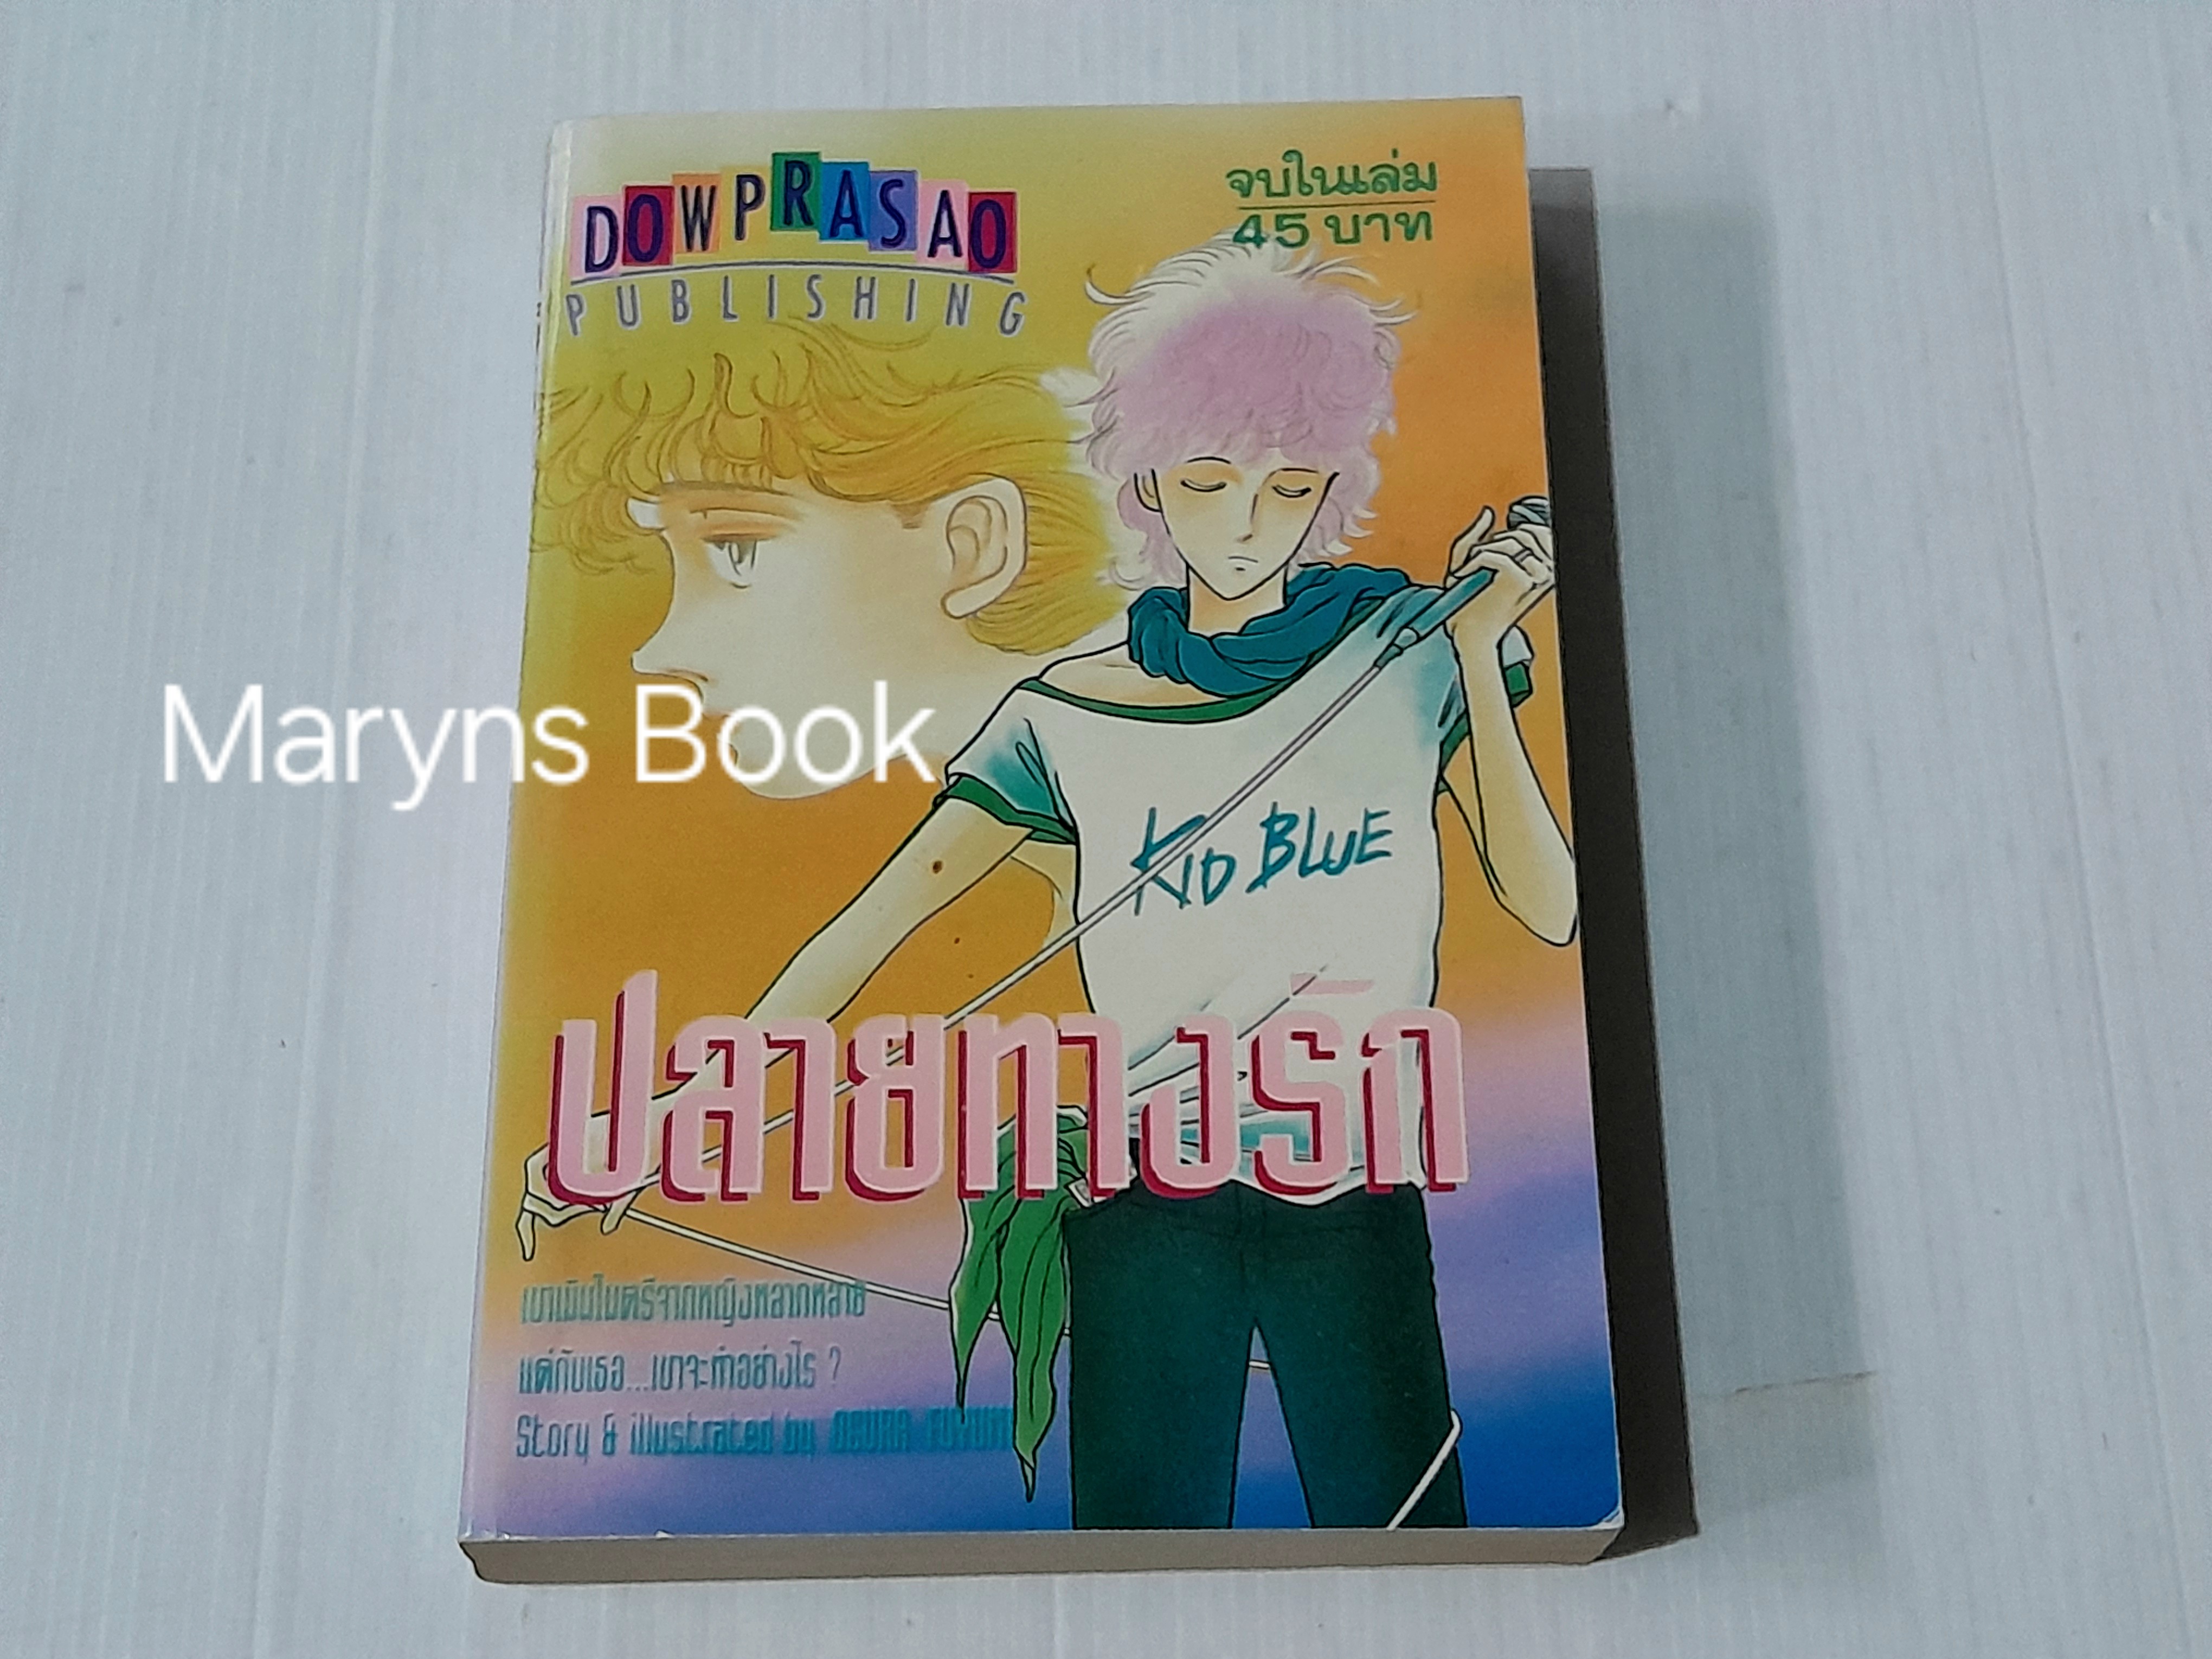 DOWPRASAO
PUBLISHING
จบในเล่ม
45 บาท
Maryns Book
KID BLUE
ปลายทางรัก
เขาเมินไมตรีจากหญิงหลากหลาย
แต่กับเธอ...เขาจะทำอย่างไร ?
Story & illustrated by